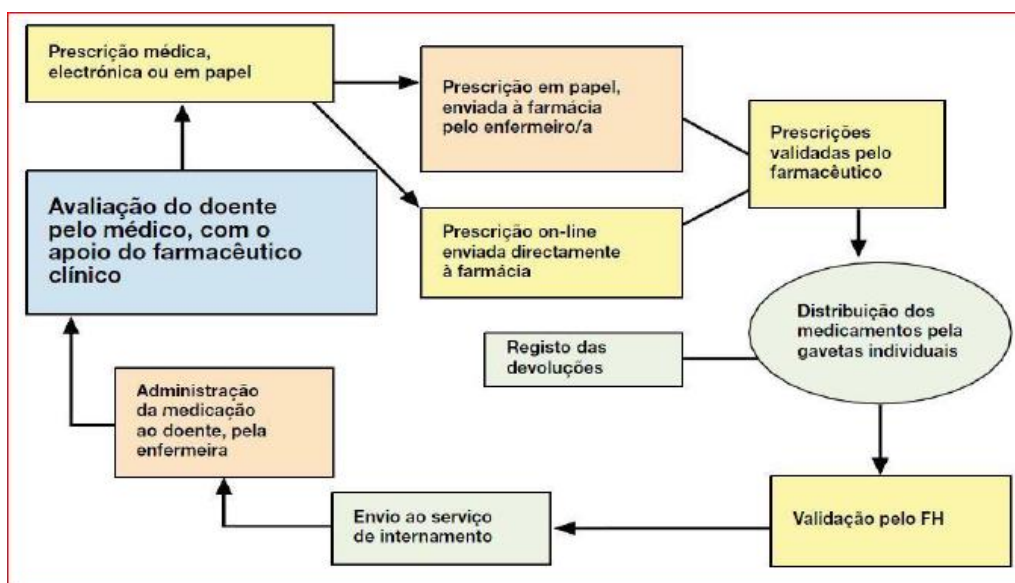 Prescrição médica,
electrónica ou em papel
Prescrição em papel,
enviada à farmácia
pelo enfermeiro/a
Prescrições
validadas pelo
farmacêutico
Avaliação do doente
pelo médico, com o
apoio do farmacêutico
clínico
Prescrição on-line
enviada directamente
à farmácia
Distribuição dos
medicamentos pela
gavetas individuais
Registo das
devoluções
Administração
da medicação
ao doente, pela
enfermeira
Envio ao serviço
de internamento
Validação pelo FH